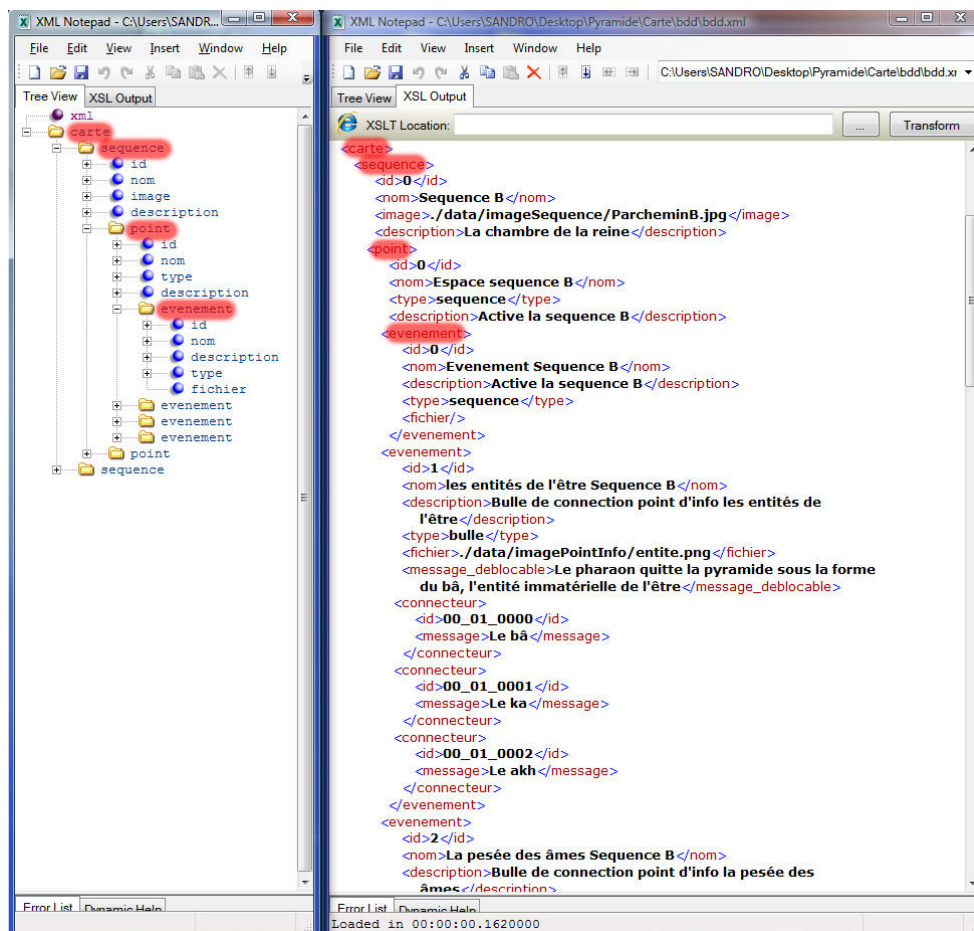 XML Notepad - C:\Users\SANDR...
File Edit View Insert Window Help
Tree View XSL Output
xml
carte
sequence
id
nom
image
description
point
id
nom
type
description
evenement
id
nom
description
type
fichier
evenement
evenement
evenement
point
sequence
Error List Dynamic Help
XML Notepad - C:\Users\SANDRO\Desktop\Pyramide\Carte\bdd\bdd.xml
File Edit View Insert Window Help
C:\Users\SANDRO\Desktop\Pyramide\Carte\bdd\bdd.xr
Tree View XSL Output
XSLT Location: ... Transform
<carte>
<sequence>
<id>0</id>
<nom>Sequence B</nom>
<image>./data/imageSequence/ParcheminB.jpg</image>
<description>La chambre de la reine</description>
<point>
<id>0</id>
<nom>Espace sequence B</nom>
<type>sequence</type>
<description>Active la sequence B</description>
<evenement>
<id>0</id>
<nom>Evenement Sequence B</nom>
<description>Active la sequence B</description>
<type>sequence</type>
<fichier/>
</evenement>
<evenement>
<id>1</id>
<nom>les entités de l'être Sequence B</nom>
<description>Bulle de connection point d'info les entités de
l'être</description>
<type>bulle</type>
<fichier>./data/imagePointInfo/entite.png</fichier>
<message_deblocable>Le pharaon quitte la pyramide sous la forme
du bâ, l'entité immatérielle de l'être</message_deblocable>
<connecteur>
<id>00_01_0000</id>
<message>Le bâ</message>
</connecteur>
<connecteur>
<id>00_01_0001</id>
<message>Le ka</message>
</connecteur>
<connecteur>
<id>00_01_0002</id>
<message>Le akh</message>
</connecteur>
</evenement>
<evenement>
<id>2</id>
<nom>La pesée des âmes Sequence B</nom>
<description>Bulle de connection point d'info la pesée des
âmes</description>
Error List Dynamic Help
Loaded in 00:00:00.1620000